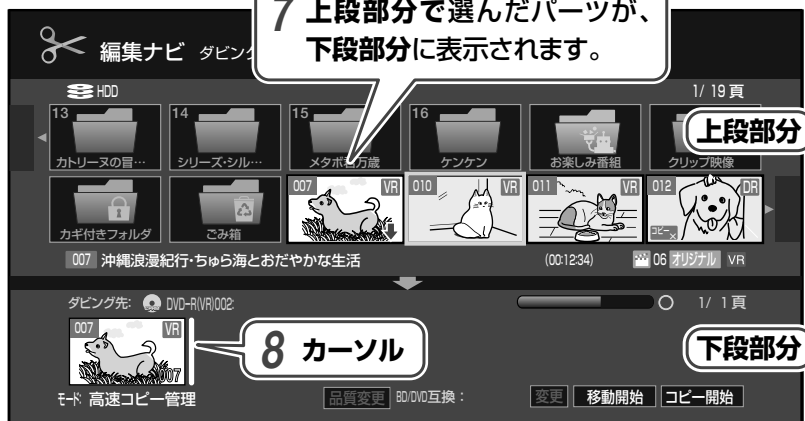 7 上段部分で選んだパーツが、
下段部分に表示されます。
編集ナビ ダビング
HDD
1/ 19 頁
上段部分
13 14 15 16
カトリーヌの冒… シリーズ・シル… メタボ君万歳 ケンケン お楽しみ番組 クリップ映像
007 VR 010 VR 011 VR 012 DR
コピー×
カギ付きフォルダ ごみ箱
007 沖縄浪漫紀行・ちゅら海とおだやかな生活 (00:12:34) 06 オリジナル VR
ダビング先: DVD-R(VR)002: 1/ 1 頁
007 VR
007
8 カーソル
下段部分
モード: 高速コピー管理
品質変更 BD/DVD互換: 変更 移動開始 コピー開始